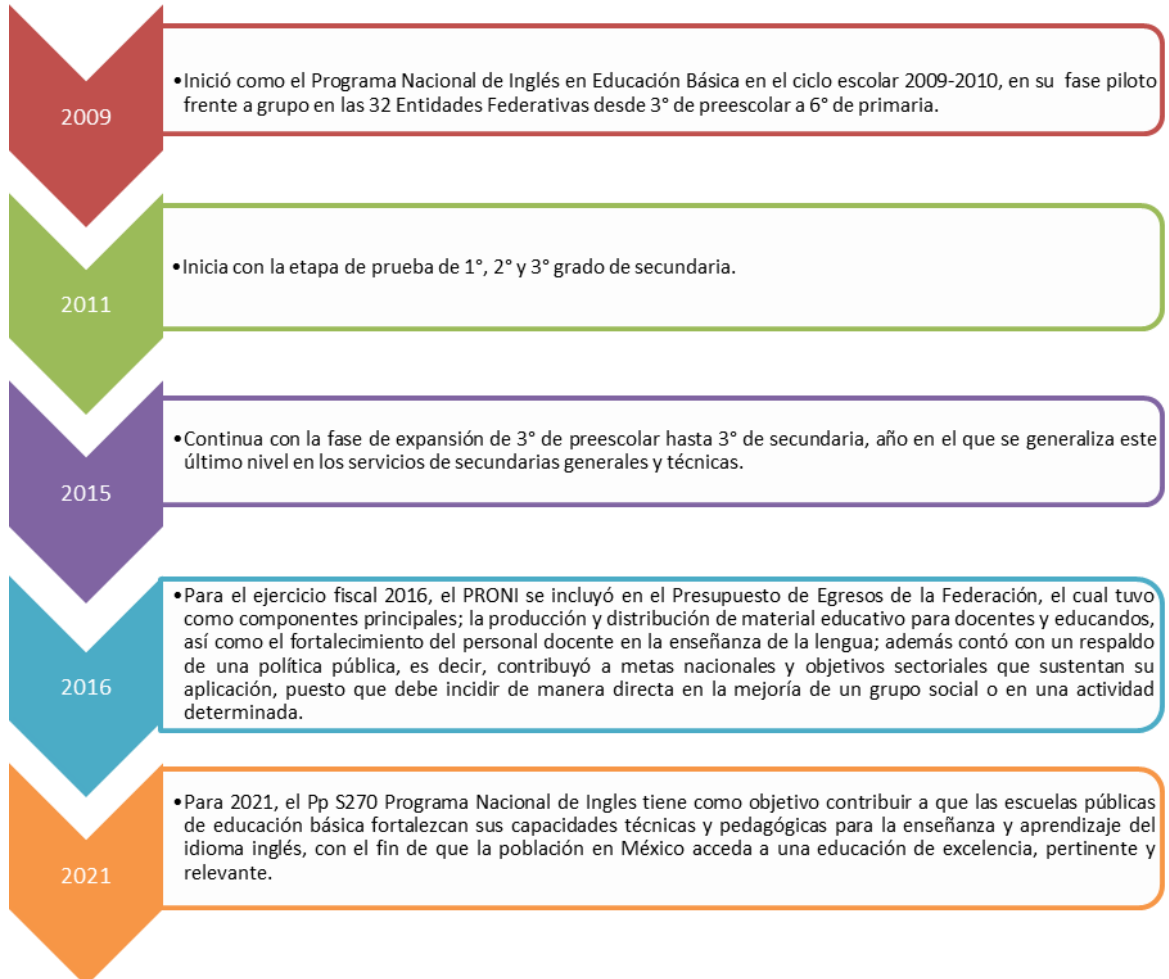 2009
•Inició como el Programa Nacional de Inglés en Educación Básica en el ciclo escolar 2009-2010, en su fase piloto
frente a grupo en las 32 Entidades Federativas desde 3° de preescolar a 6° de primaria.
2011
•Inicia con la etapa de prueba de 1°, 2° y 3° grado de secundaria.
2015
•Continua con la fase de expansión de 3° de preescolar hasta 3° de secundaria, año en el que se generaliza este
último nivel en los servicios de secundarias generales y técnicas.
2016
•Para el ejercicio fiscal 2016, el PRONI se incluyó en el Presupuesto de Egresos de la Federación, el cual tuvo
como componentes principales; la producción y distribución de material educativo para docentes y educandos,
así como el fortalecimiento del personal docente en la enseñanza de la lengua; además contó con un respaldo
de una política pública, es decir, contribuyó a metas nacionales y objetivos sectoriales que sustentan su
aplicación, puesto que debe incidir de manera directa en la mejoría de un grupo social o en una actividad
determinada.
2021
•Para 2021, el Pp S270 Programa Nacional de Ingles tiene como objetivo contribuir a que las escuelas públicas
de educación básica fortalezcan sus capacidades técnicas y pedagógicas para la enseñanza y aprendizaje del
idioma inglés, con el fin de que la población en México acceda a una educación de excelencia, pertinente y
relevante.